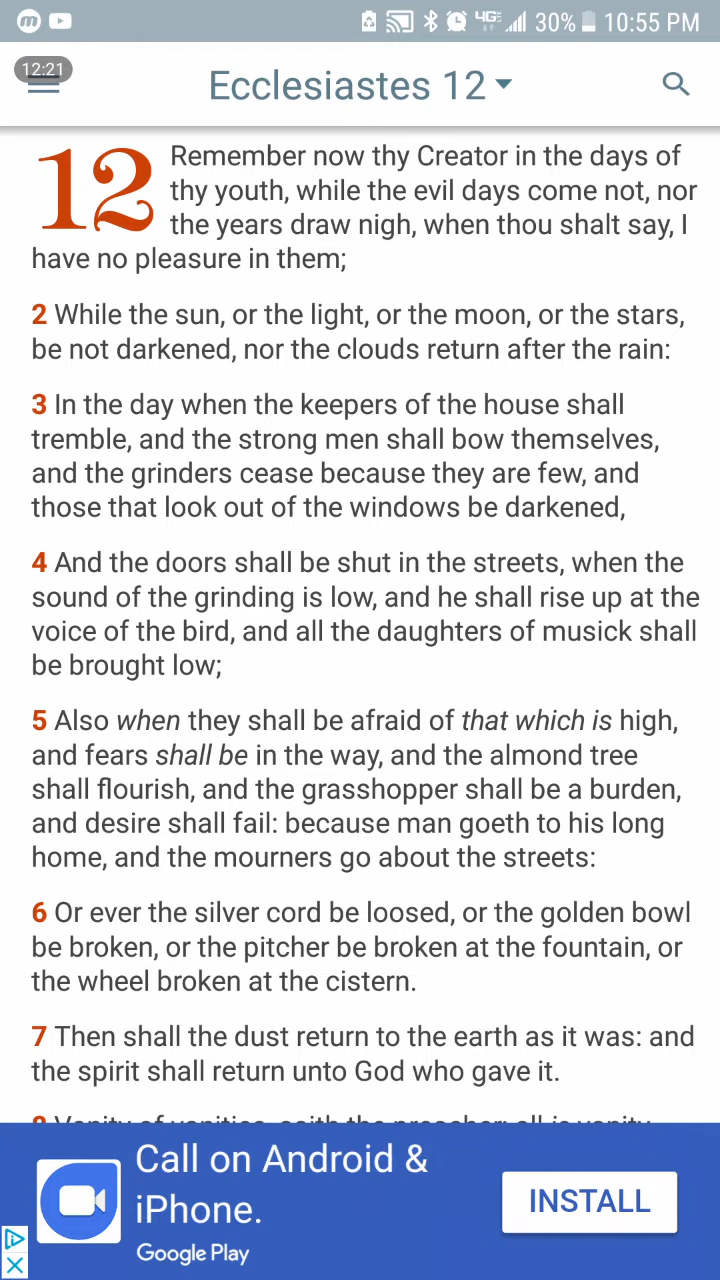 30% 10:55 PM
12:21
Ecclesiastes 12
12 Remember now thy Creator in the days of
thy youth, while the evil days come not, nor
the years draw nigh, when thou shalt say, I
have no pleasure in them;
2 While the sun, or the light, or the moon, or the stars,
be not darkened, nor the clouds return after the rain:
3 In the day when the keepers of the house shall
tremble, and the strong men shall bow themselves,
and the grinders cease because they are few, and
those that look out of the windows be darkened,
4 And the doors shall be shut in the streets, when the
sound of the grinding is low, and he shall rise up at the
voice of the bird, and all the daughters of musick shall
be brought low;
5 Also when they shall be afraid of that which is high,
and fears shall be in the way, and the almond tree
shall flourish, and the grasshopper shall be a burden,
and desire shall fail: because man goeth to his long
home, and the mourners go about the streets:
6 Or ever the silver cord be loosed, or the golden bowl
be broken, or the pitcher be broken at the fountain, or
the wheel broken at the cistern.
7 Then shall the dust return to the earth as it was: and
the spirit shall return unto God who gave it.
8 Vanity of vanities, saith the preacher; all is vanity.
Call on Android &
iPhone.
INSTALL
Google Play